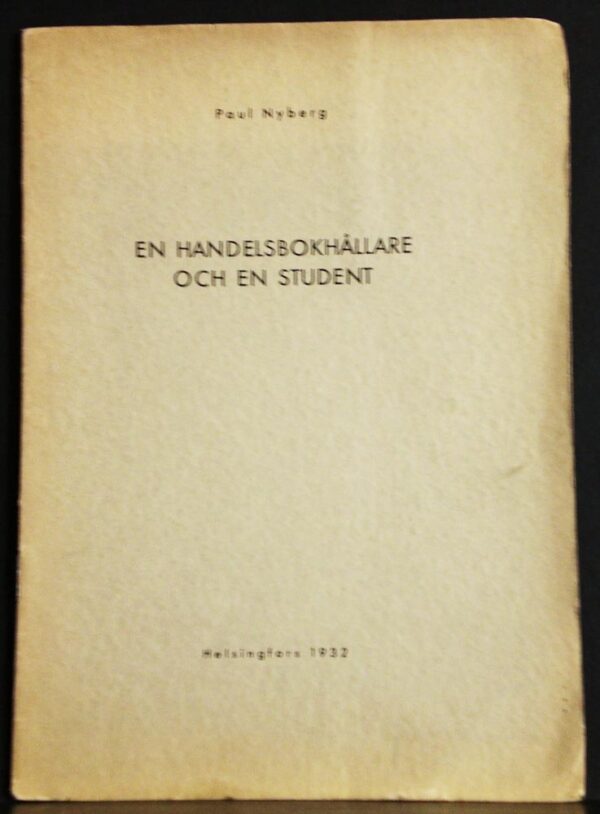 Paul Nyberg
EN HANDELSBOKHÅLLARE
OCH EN STUDENT
Helsingfors 1932